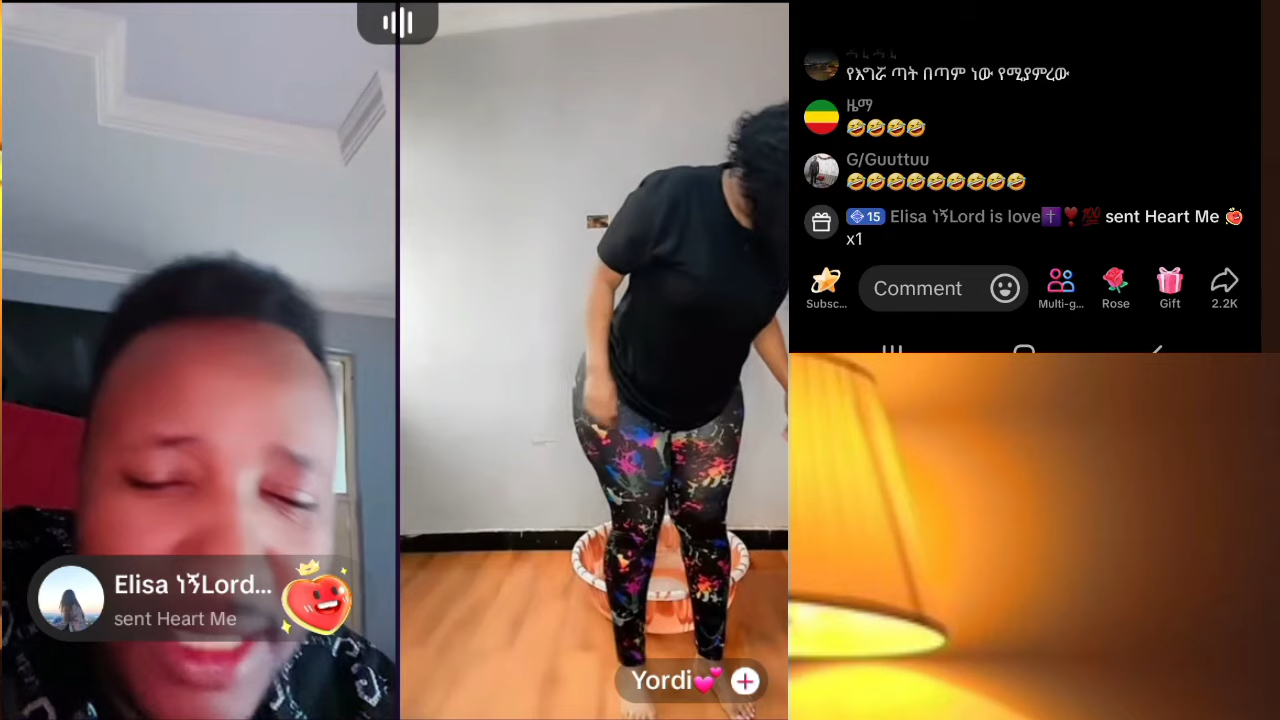 Elisa ነኝLord...
sent Heart Me
Yordi💕
የእግሯ ጣት በጣም ነው የሚያምረው
ዜማ
🤣🤣🤣🤣
G/Guuttuu
🤣🤣🤣🤣🤣🤣🤣🤣🤣
15 Elisa ነኝLord is love✝️❣️💯 sent Heart Me
x1
Subsc...
Comment
Multi-g...
Rose
Gift
2.2K